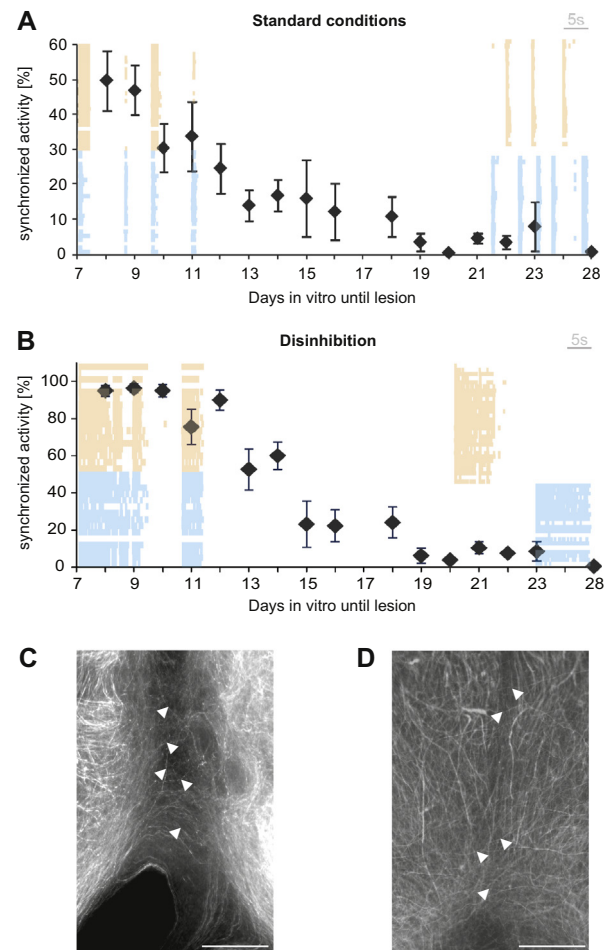 A
Standard conditions
5s
synchronized activity [%]
60
50
40
30
20
10
0
7 9 11 13 15 17 19 21 23 28
Days in vitro until lesion
B
Disinhibition
5s
synchronized activity [%]
100
80
60
40
20
0
7 9 11 13 15 17 19 21 23 28
Days in vitro until lesion
C
D